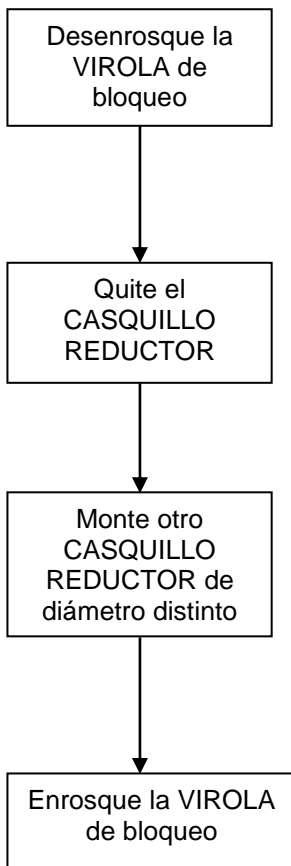 Desenrosque la
VIROLA de
bloqueo
Quite el
CASQUILLO
REDUCTOR
Monte otro
CASQUILLO
REDUCTOR de
diámetro distinto
Enrosque la VIROLA
de bloqueo